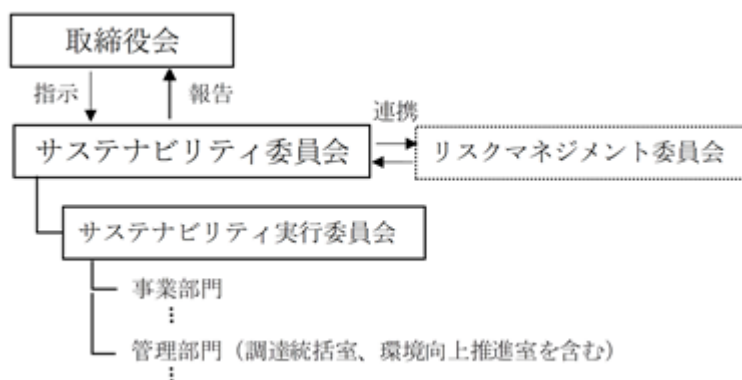 取締役会
指示
報告
連携
サステナビリティ委員会
リスクマネジメント委員会
サステナビリティ実行委員会
事業部門
管理部門（調達統括室、環境向上推進室を含む）